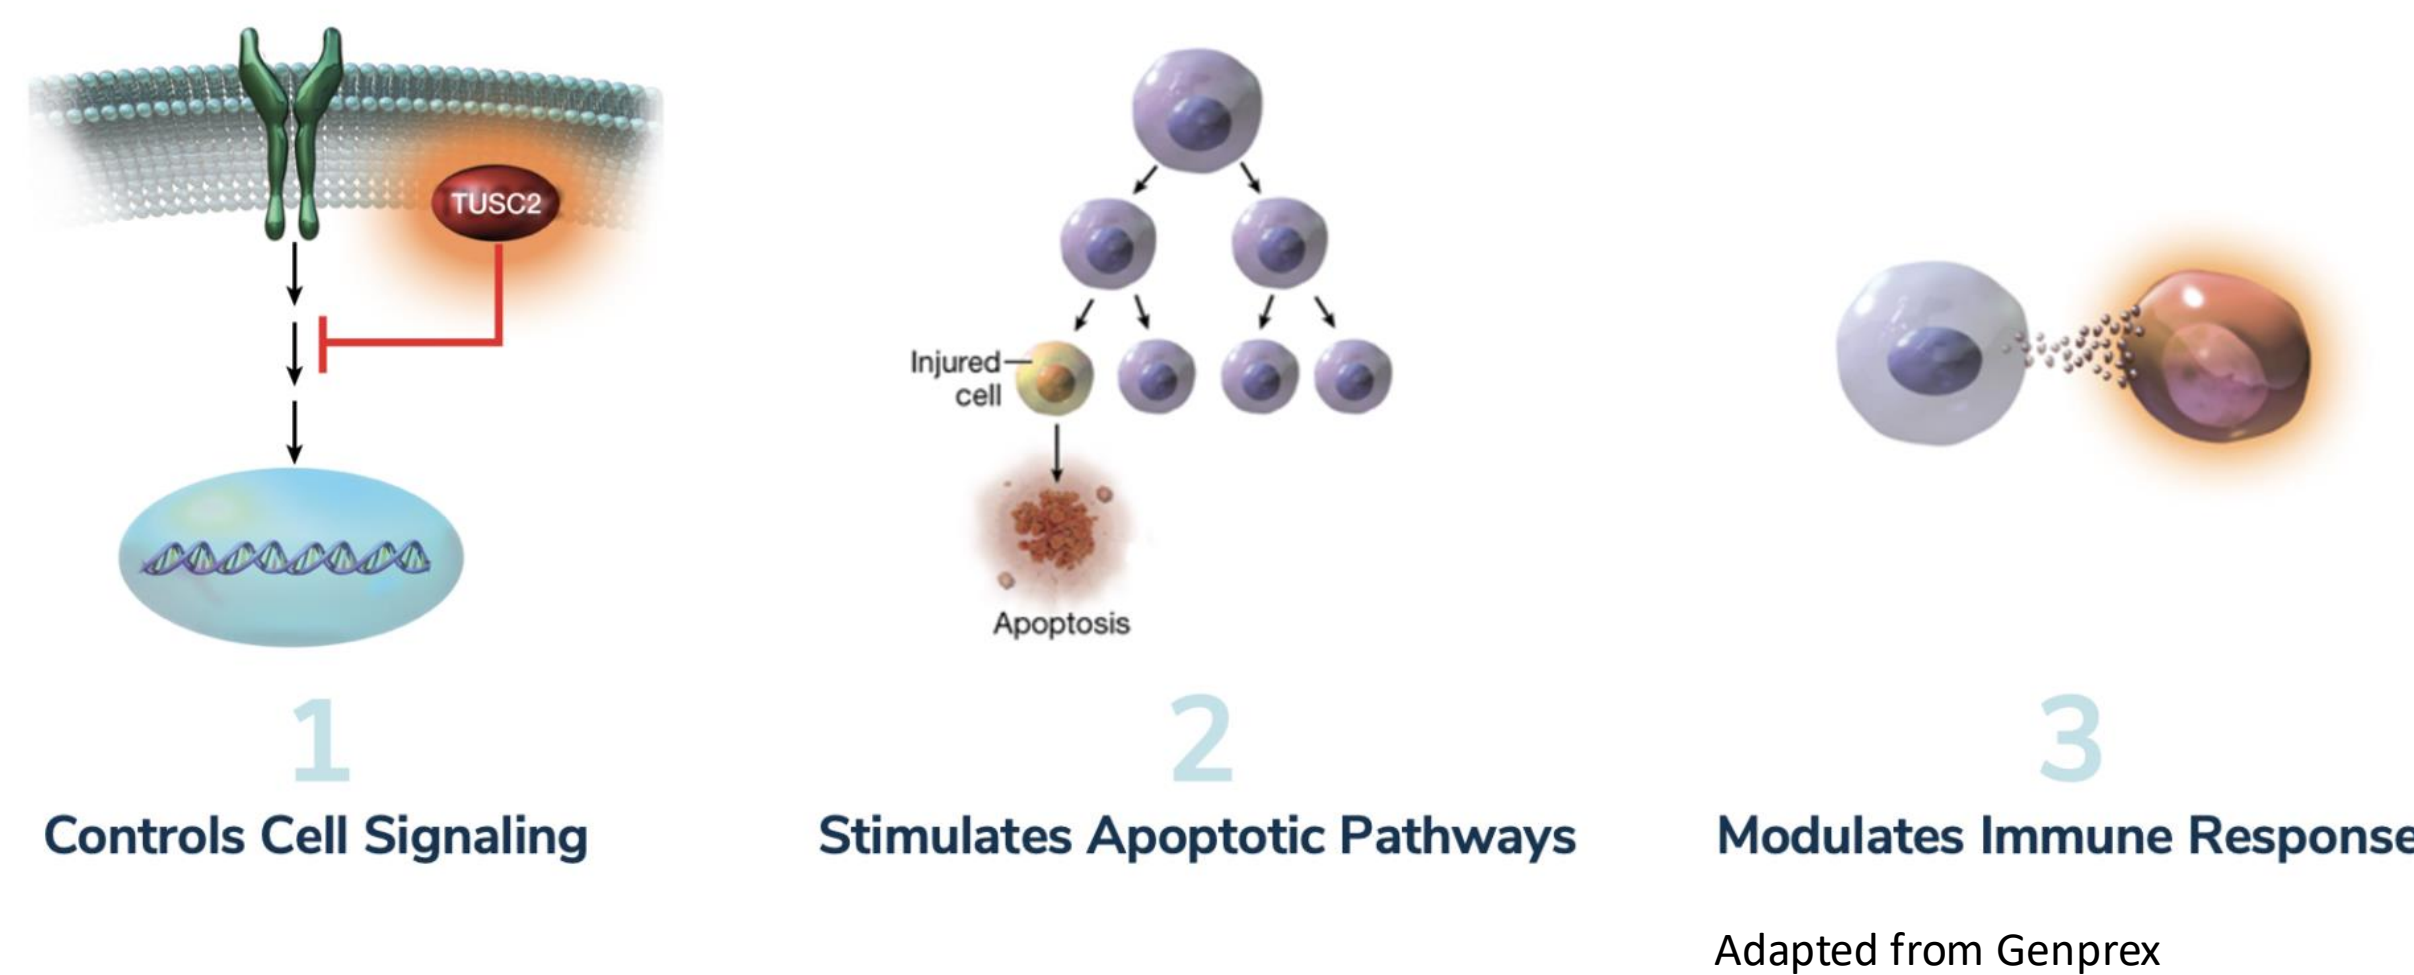 TUSC2
Injured
cell
Apoptosis
1
Controls Cell Signaling
2
Stimulates Apoptotic Pathways
3
Modulates Immune Response
Adapted from Genprex